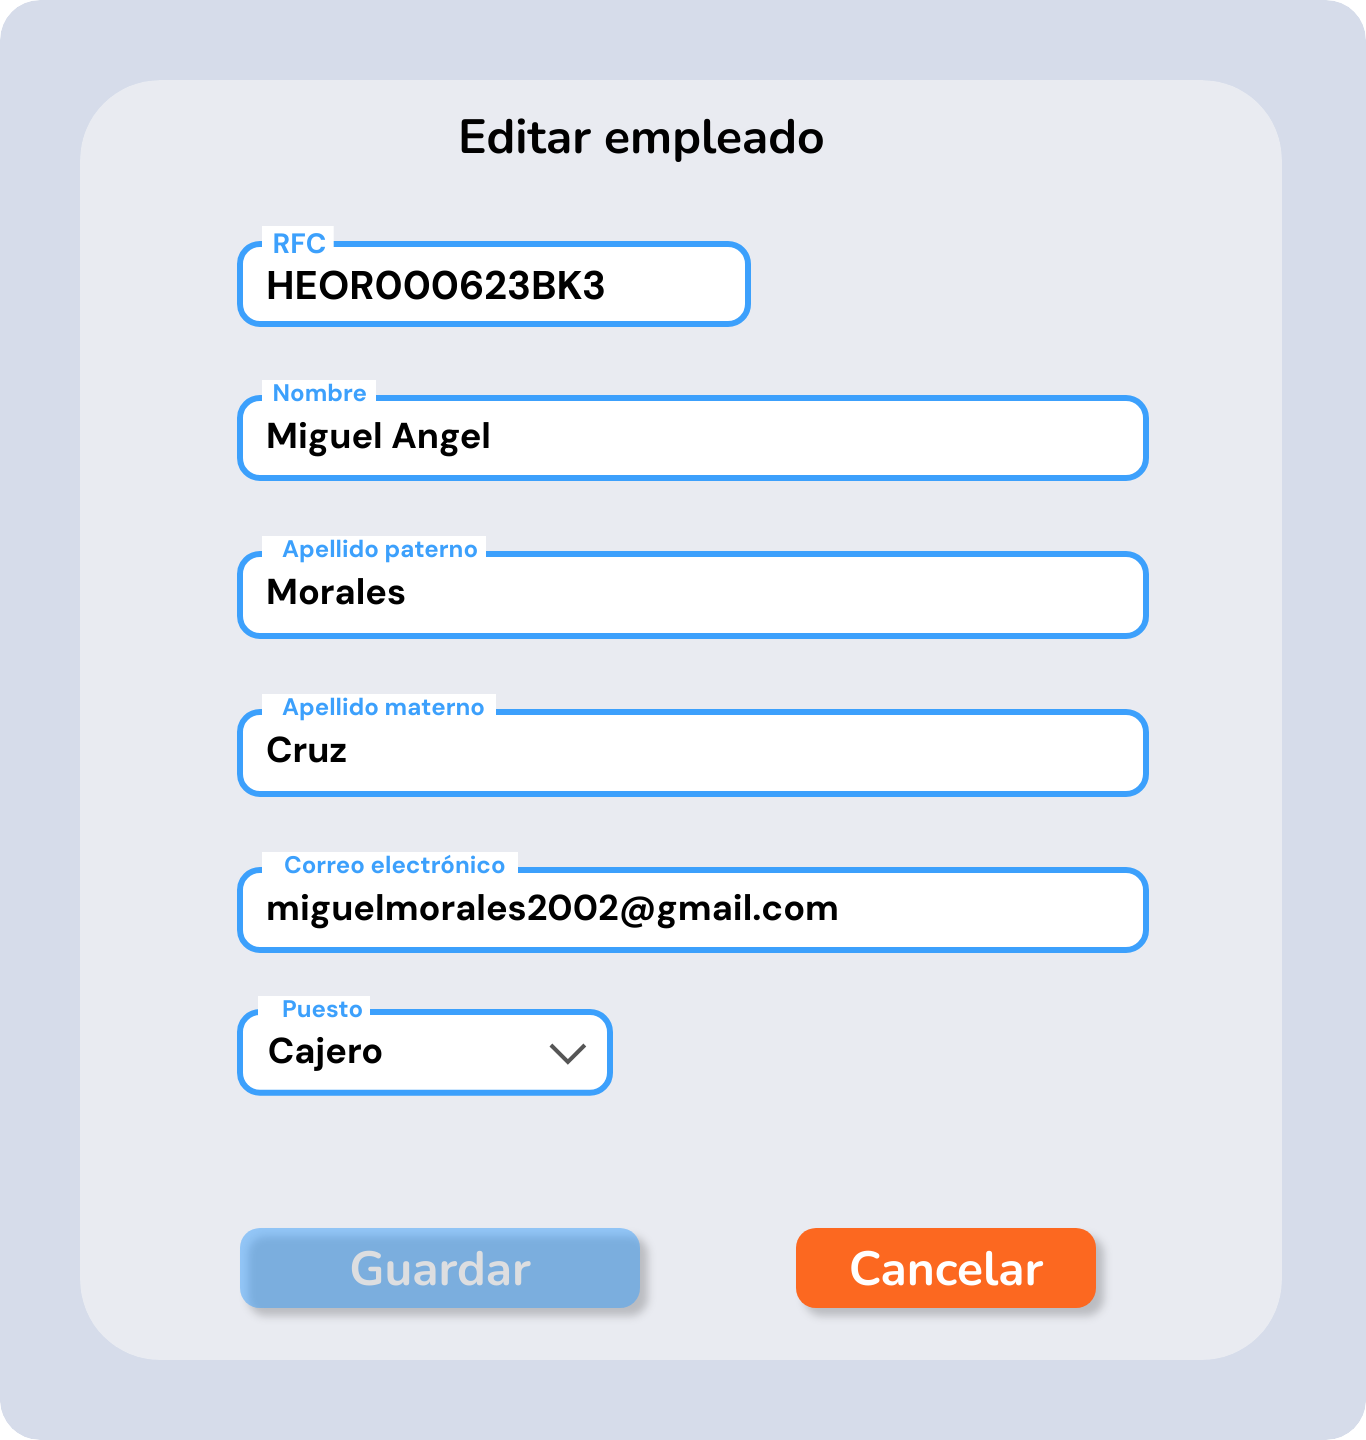 Editar empleado
RFC
HEOR000623BK3
Nombre
Miguel Angel
Apellido paterno
Morales
Apellido materno
Cruz
Correo electrónico
miguelmorales2002@gmail.com
Puesto
Cajero
Guardar
Cancelar